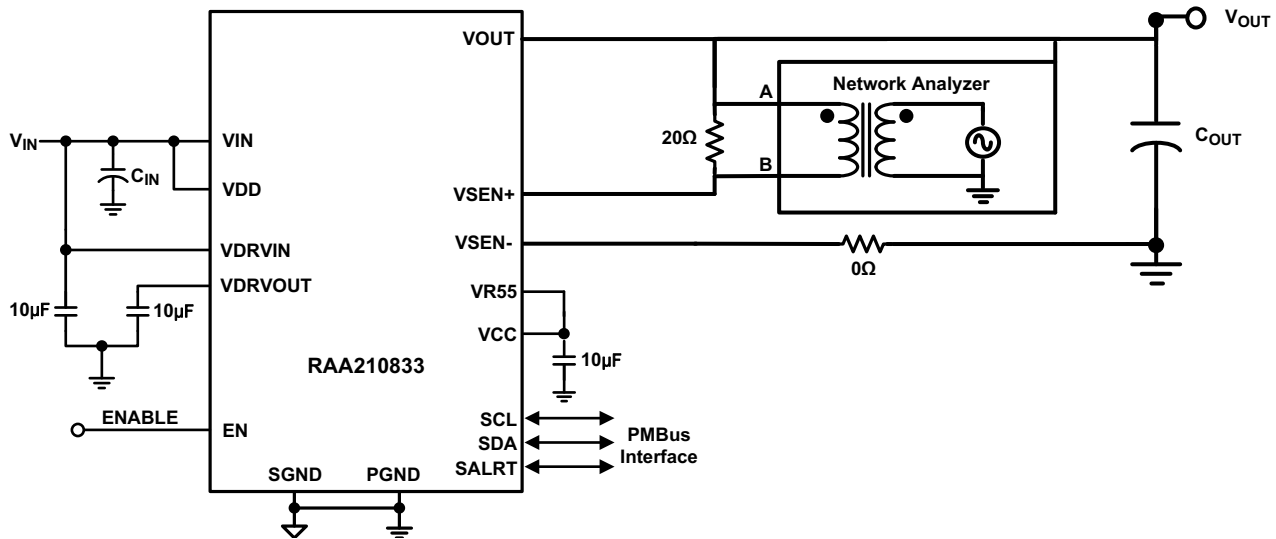 VOUT
VOUT
Network Analyzer
A
20Ω
B
COUT
VIN
VIN
CIN
VDD
VSEN+
VSEN-
0Ω
VDRVIN
VDRVOUT
10µF
10µF
VR55
VCC
10µF
RAA210833
ENABLE
EN
SCL
SDA
SALRT
PMBus
Interface
SGND
PGND